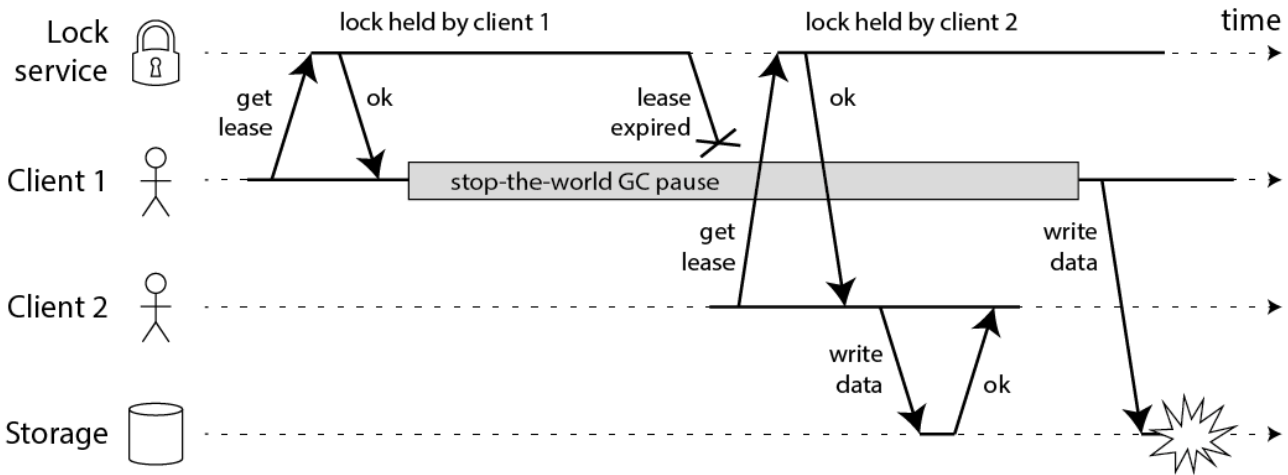 lock held by client 1
lock held by client 2
time
Lock
service
get
lease
ok
lease
expired
ok
Client 1
stop-the-world GC pause
get
lease
write
data
Client 2
write
data
ok
Storage